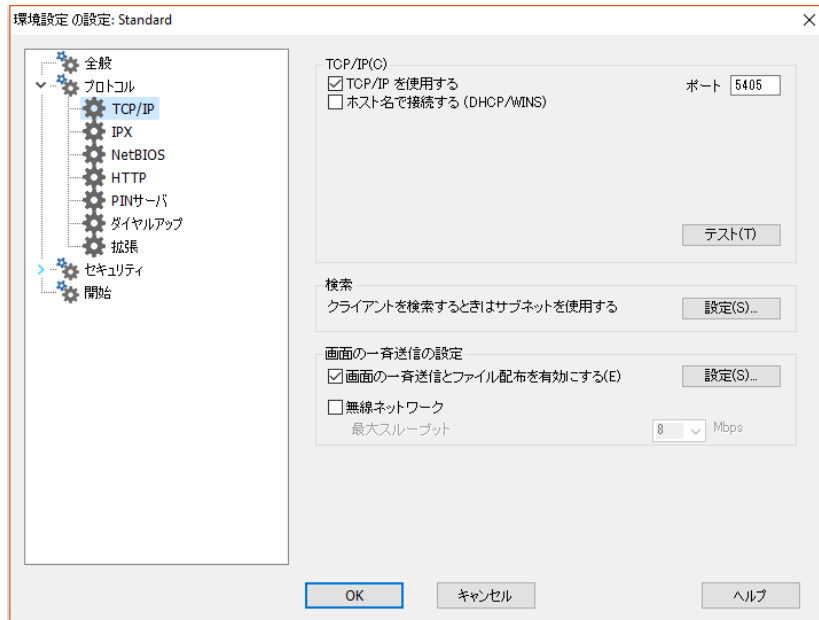 環境設定 の設定: Standard
全般
プロトコル
TCP/IP
IPX
NetBIOS
HTTP
PINサーバ
ダイヤルアップ
拡張
セキュリティ
開始
TCP/IP(C)
TCP/IP を使用する
ポート 5405
ホスト名で接続する (DHCP/WINS)
テスト(T)
検索
クライアントを検索するときはサブネットを使用する
設定(S)...
画面の一斉送信の設定
画面の一斉送信とファイル配布を有効にする(E)
設定(S)...
無線ネットワーク
最大スループット
8 Mbps
OK
キャンセル
ヘルプ